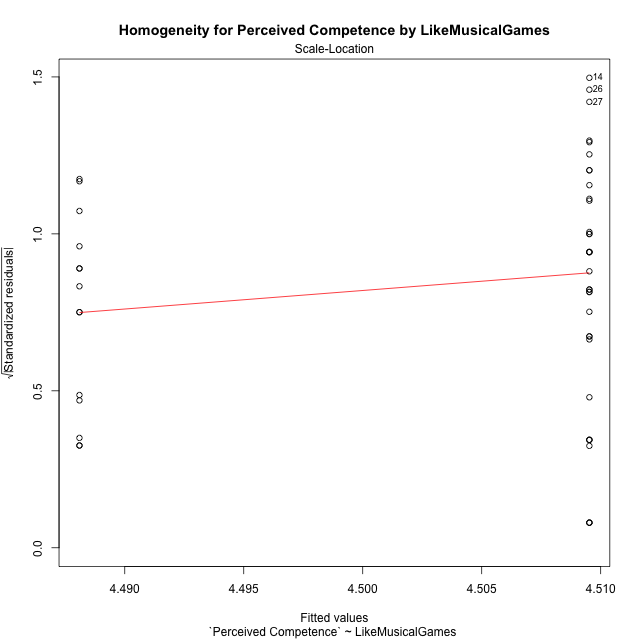 Homogeneity for Perceived Competence by LikeMusicalGames
Scale-Location
√|Standardized residuals|
1.5
1.0
0.5
0.0
14
26
27
4.490 4.495 4.500 4.505 4.510
Fitted values
`Perceived Competence` ~ LikeMusicalGames